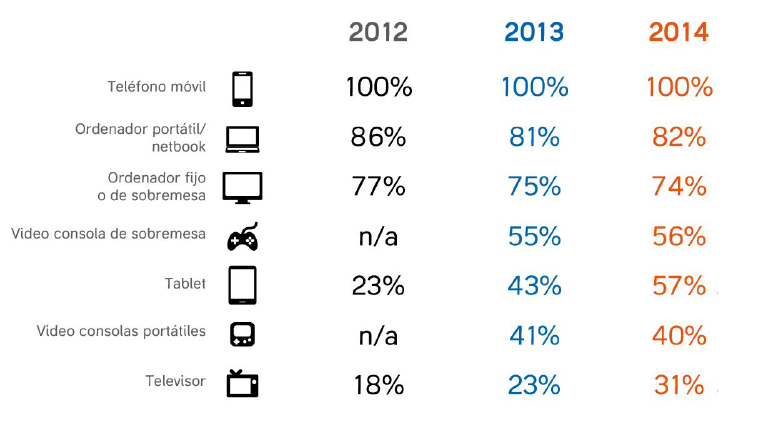 2012 2013 2014
Teléfono móvil 100% 100% 100%
Ordenador portátil/
netbook 86% 81% 82%
Ordenador fijo
o de sobremesa 77% 75% 74%
Video consola de sobremesa n/a 55% 56%
Tablet 23% 43% 57%
Video consolas portátiles n/a 41% 40%
Televisor 18% 23% 31%